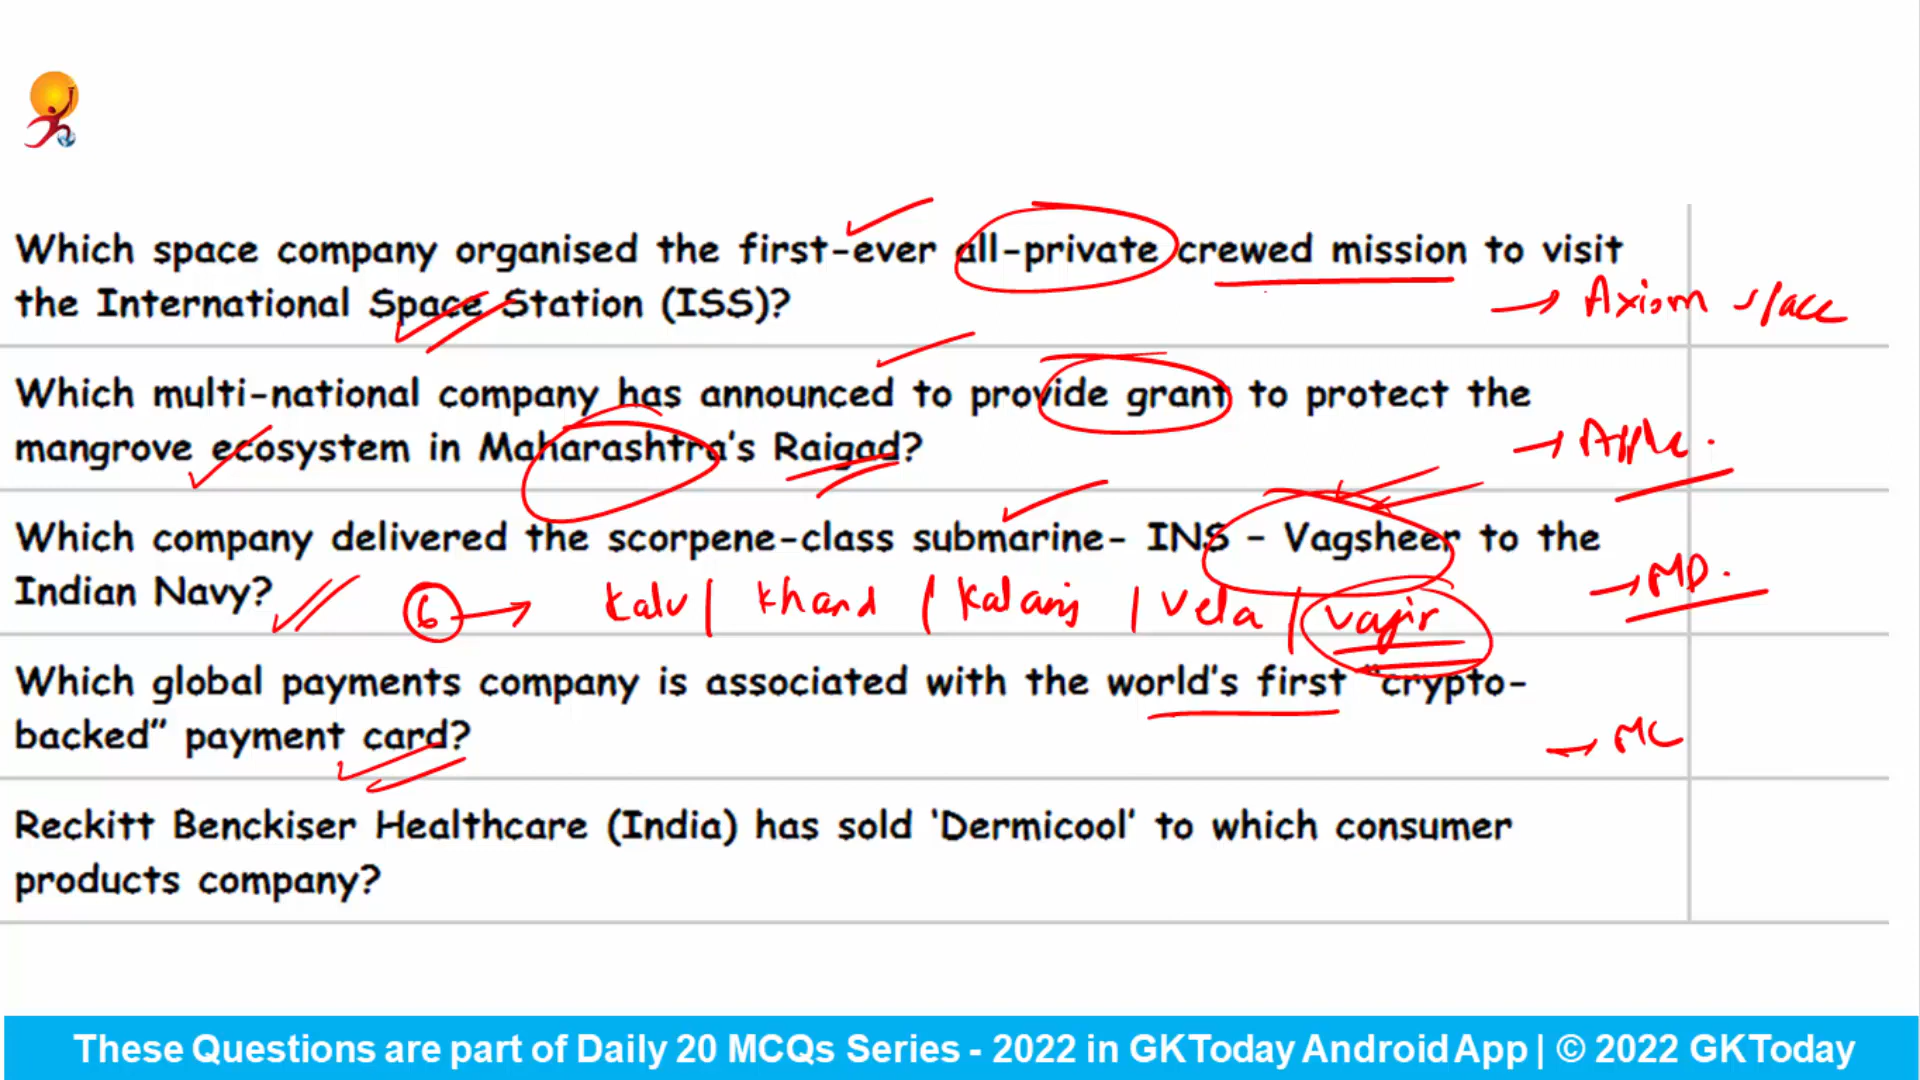 Which space company organised the first-ever all-private crewed mission to visit
the International Space Station (ISS)?
→ Axiom space
Which multi-national company has announced to provide grant to protect the
mangrove ecosystem in Maharashtra's Raigad?
→ Apple.
Which company delivered the scorpene-class submarine- INS - Vagsheer to the
Indian Navy?
→ MD.
6 → kalv | khand | kalanj | vela | vagir
Which global payments company is associated with the world's first "crypto-
backed" payment card?
→ MC
Reckitt Benckiser Healthcare (India) has sold 'Dermicool' to which consumer
products company?
These Questions are part of Daily 20 MCQs Series - 2022 in GKToday Android App | © 2022 GKToday